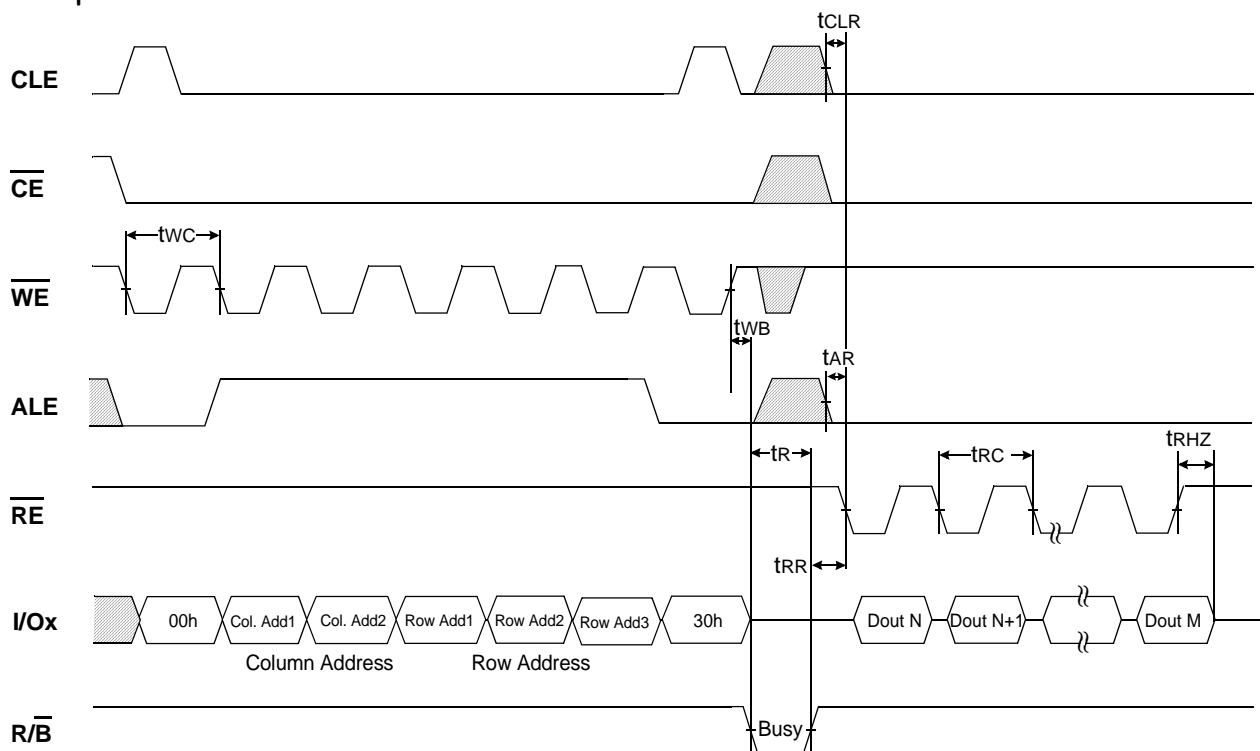 tCLR
CLE
CE
tWC
WE
tWB
tAR
ALE
tR
tRC
tRHZ
RE
tRR
I/Ox
00h
Col. Add1
Col. Add2
Row Add1
Row Add2
Row Add3
30h
Dout N
Dout N+1
Dout M
Column Address
Row Address
R/B
Busy